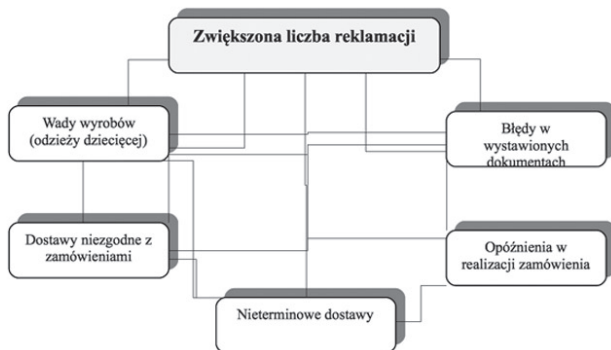 Zwiększona liczba reklamacji
Wady wyrobów
(odzieży dziecięcej)
Błędy w
wystawionych
dokumentach
Dostawy niezgodne z
zamówieniami
Opóźnienia w
realizacji zamówienia
Nieterminowe dostawy